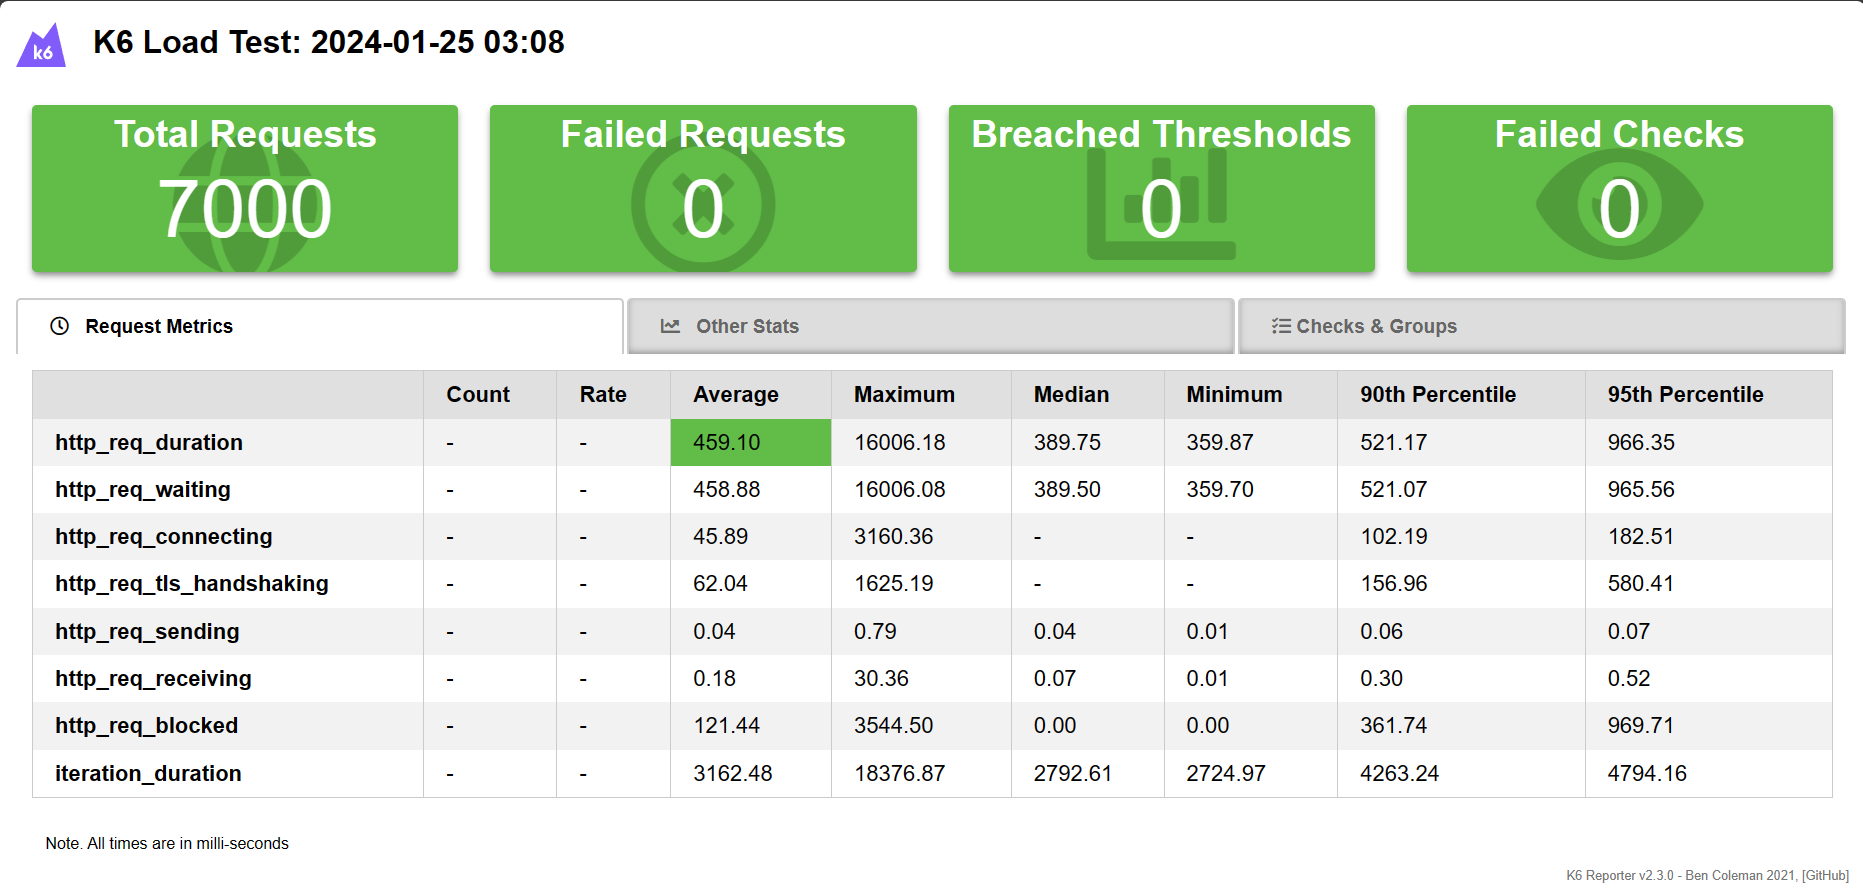 k6
K6 Load Test: 2024-01-25 03:08
Total Requests
7000
Failed Requests
0
Breached Thresholds
0
Failed Checks
0
Request Metrics
Other Stats
Checks & Groups
Count Rate Average Maximum Median Minimum 90th Percentile 95th Percentile
http_req_duration - - 459.10 16006.18 389.75 359.87 521.17 966.35
http_req_waiting - - 458.88 16006.08 389.50 359.70 521.07 965.56
http_req_connecting - - 45.89 3160.36 - - 102.19 182.51
http_req_tls_handshaking - - 62.04 1625.19 - - 156.96 580.41
http_req_sending - - 0.04 0.79 0.04 0.01 0.06 0.07
http_req_receiving - - 0.18 30.36 0.07 0.01 0.30 0.52
http_req_blocked - - 121.44 3544.50 0.00 0.00 361.74 969.71
iteration_duration - - 3162.48 18376.87 2792.61 2724.97 4263.24 4794.16
Note. All times are in milli-seconds
K6 Reporter v2.3.0 - Ben Coleman 2021, [GitHub]